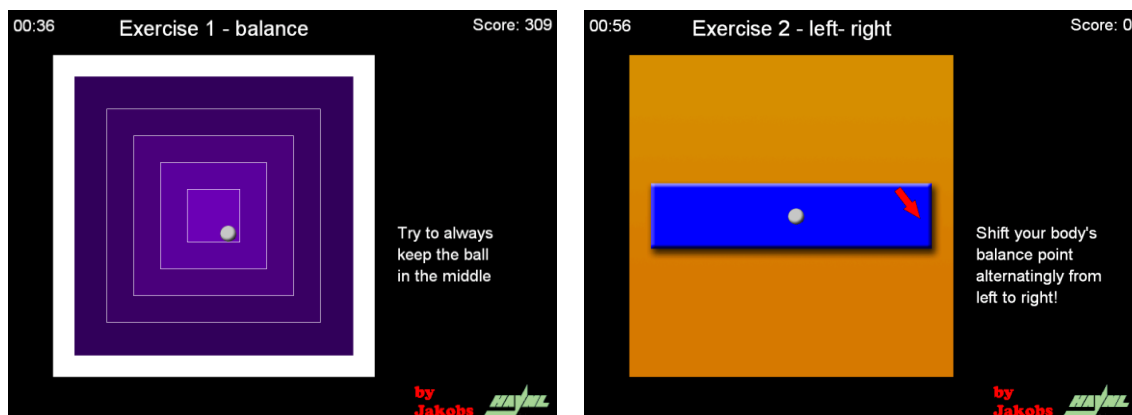 00:36
Exercise 1 - balance
Score: 309
Try to always
keep the ball
in the middle
by
Jakobs
HAYNL
00:56
Exercise 2 - left- right
Score: 0
Shift your body's
balance point
alternatingly from
left to right!
by
Jakobs
HAYNL